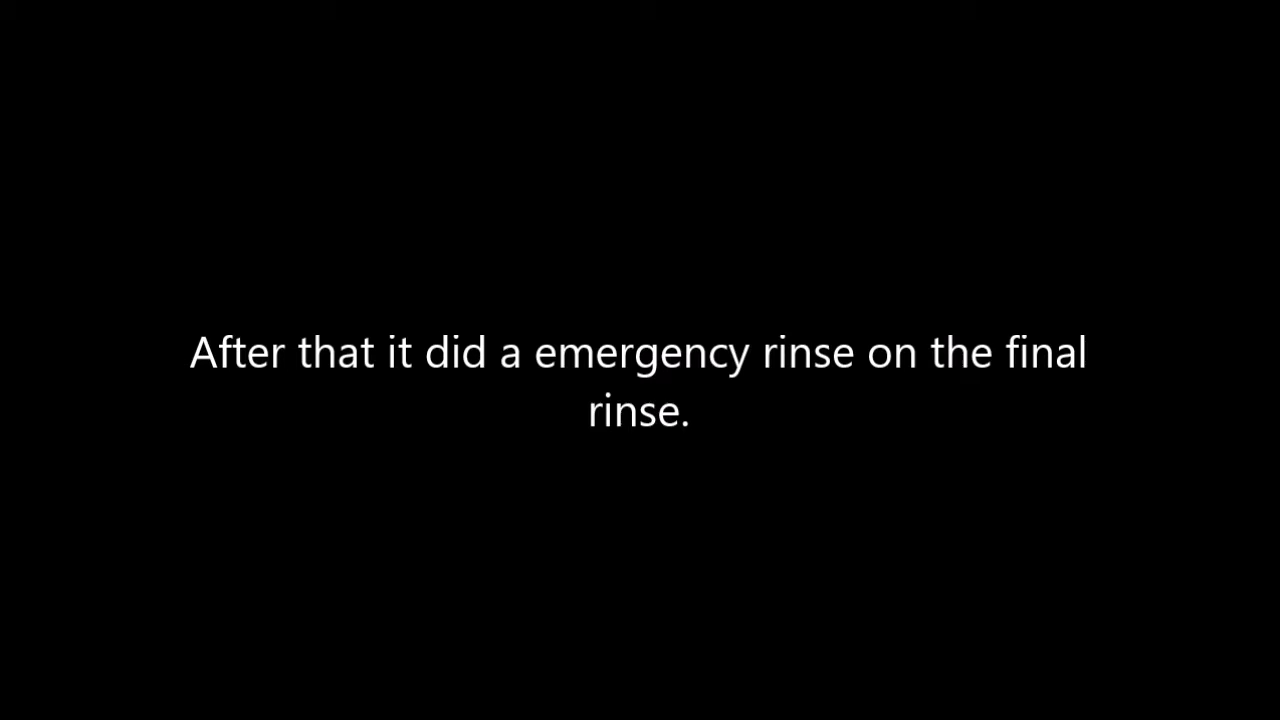 After that it did a emergency rinse on the final
rinse.